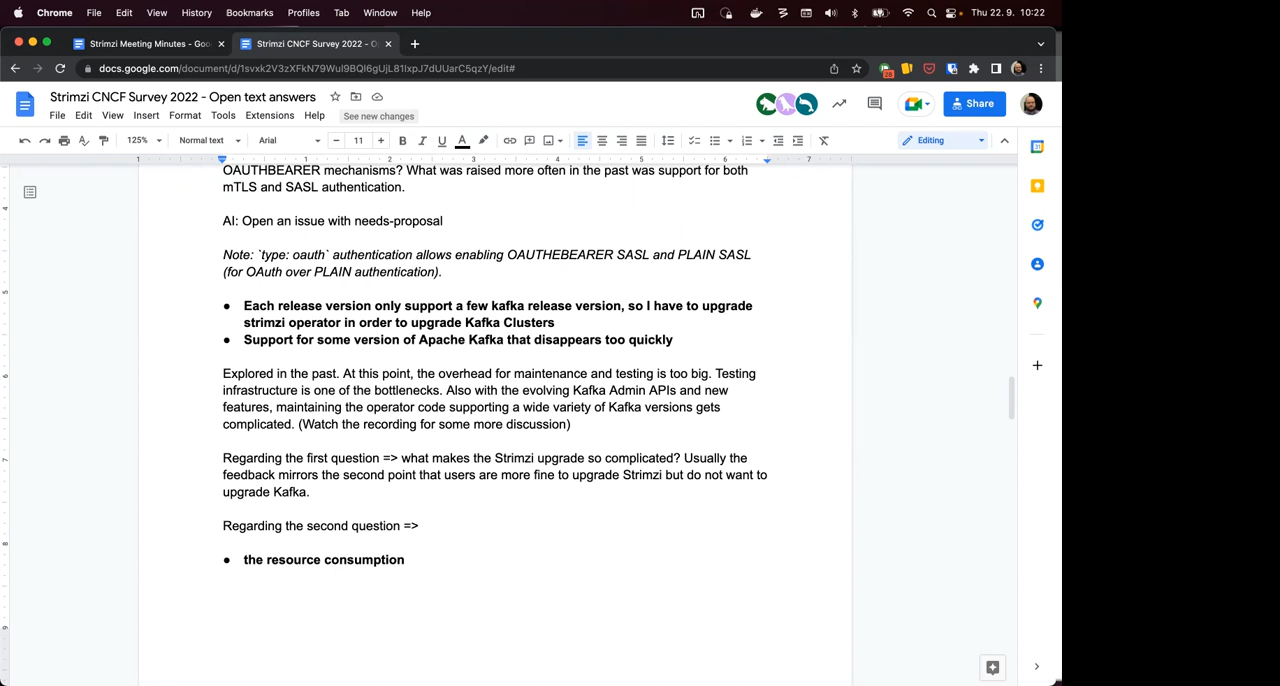 Chrome File Edit View History Bookmarks Profiles Tab Window Help Thu 22. 9. 10:22
Strimzi Meeting Minutes - Goo Strimzi CNCF Survey 2022 - O
docs.google.com/document/d/1svxk2V3zXFkN79Wul9BQI6gUjL81lxpJ7dUUarC5qzY/edit# 28
Strimzi CNCF Survey 2022 - Open text answers
File Edit View Insert Format Tools Extensions Help See new changes Share
125% Normal text Arial 11 Editing
1 1 2 3 4 5 6 7
OAUTHBEARER mechanisms? What was raised more often in the past was support for both
mTLS and SASL authentication.
AI: Open an issue with needs-proposal
Note: `type: oauth` authentication allows enabling OAUTHEBEARER SASL and PLAIN SASL
(for OAuth over PLAIN authentication).
● Each release version only support a few kafka release version, so I have to upgrade
strimzi operator in order to upgrade Kafka Clusters
● Support for some version of Apache Kafka that disappears too quickly
Explored in the past. At this point, the overhead for maintenance and testing is too big. Testing
infrastructure is one of the bottlenecks. Also with the evolving Kafka Admin APIs and new
features, maintaining the operator code supporting a wide variety of Kafka versions gets
complicated. (Watch the recording for some more discussion)
Regarding the first question => what makes the Strimzi upgrade so complicated? Usually the
feedback mirrors the second point that users are more fine to upgrade Strimzi but do not want to
upgrade Kafka.
Regarding the second question =>
● the resource consumption